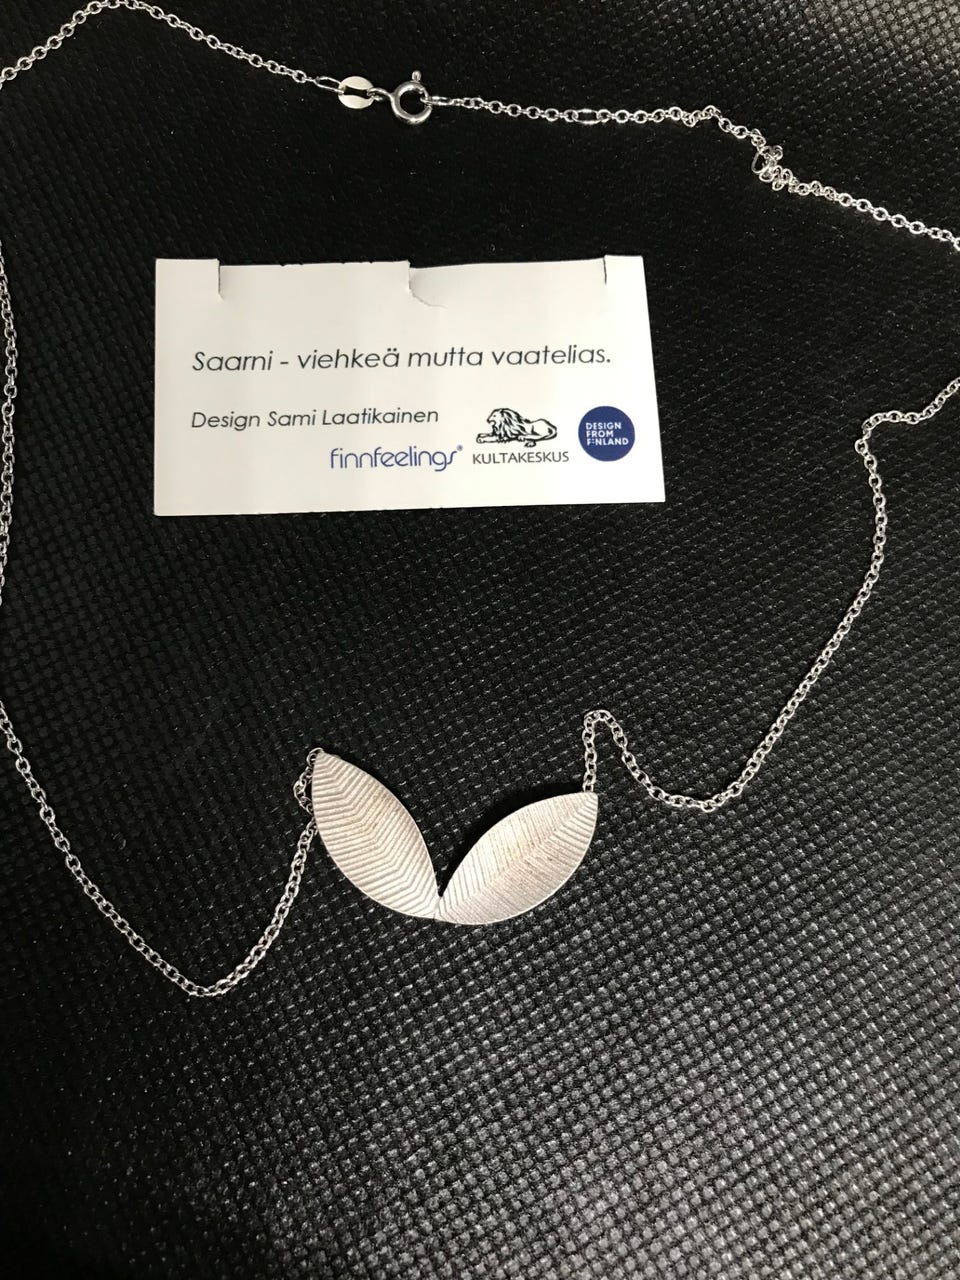 Saarni - viehkeä mutta vaatelias.
Design Sami Laatikainen
finnfeelings®
KULTAKESKUS
DESIGN
FROM
FINLAND